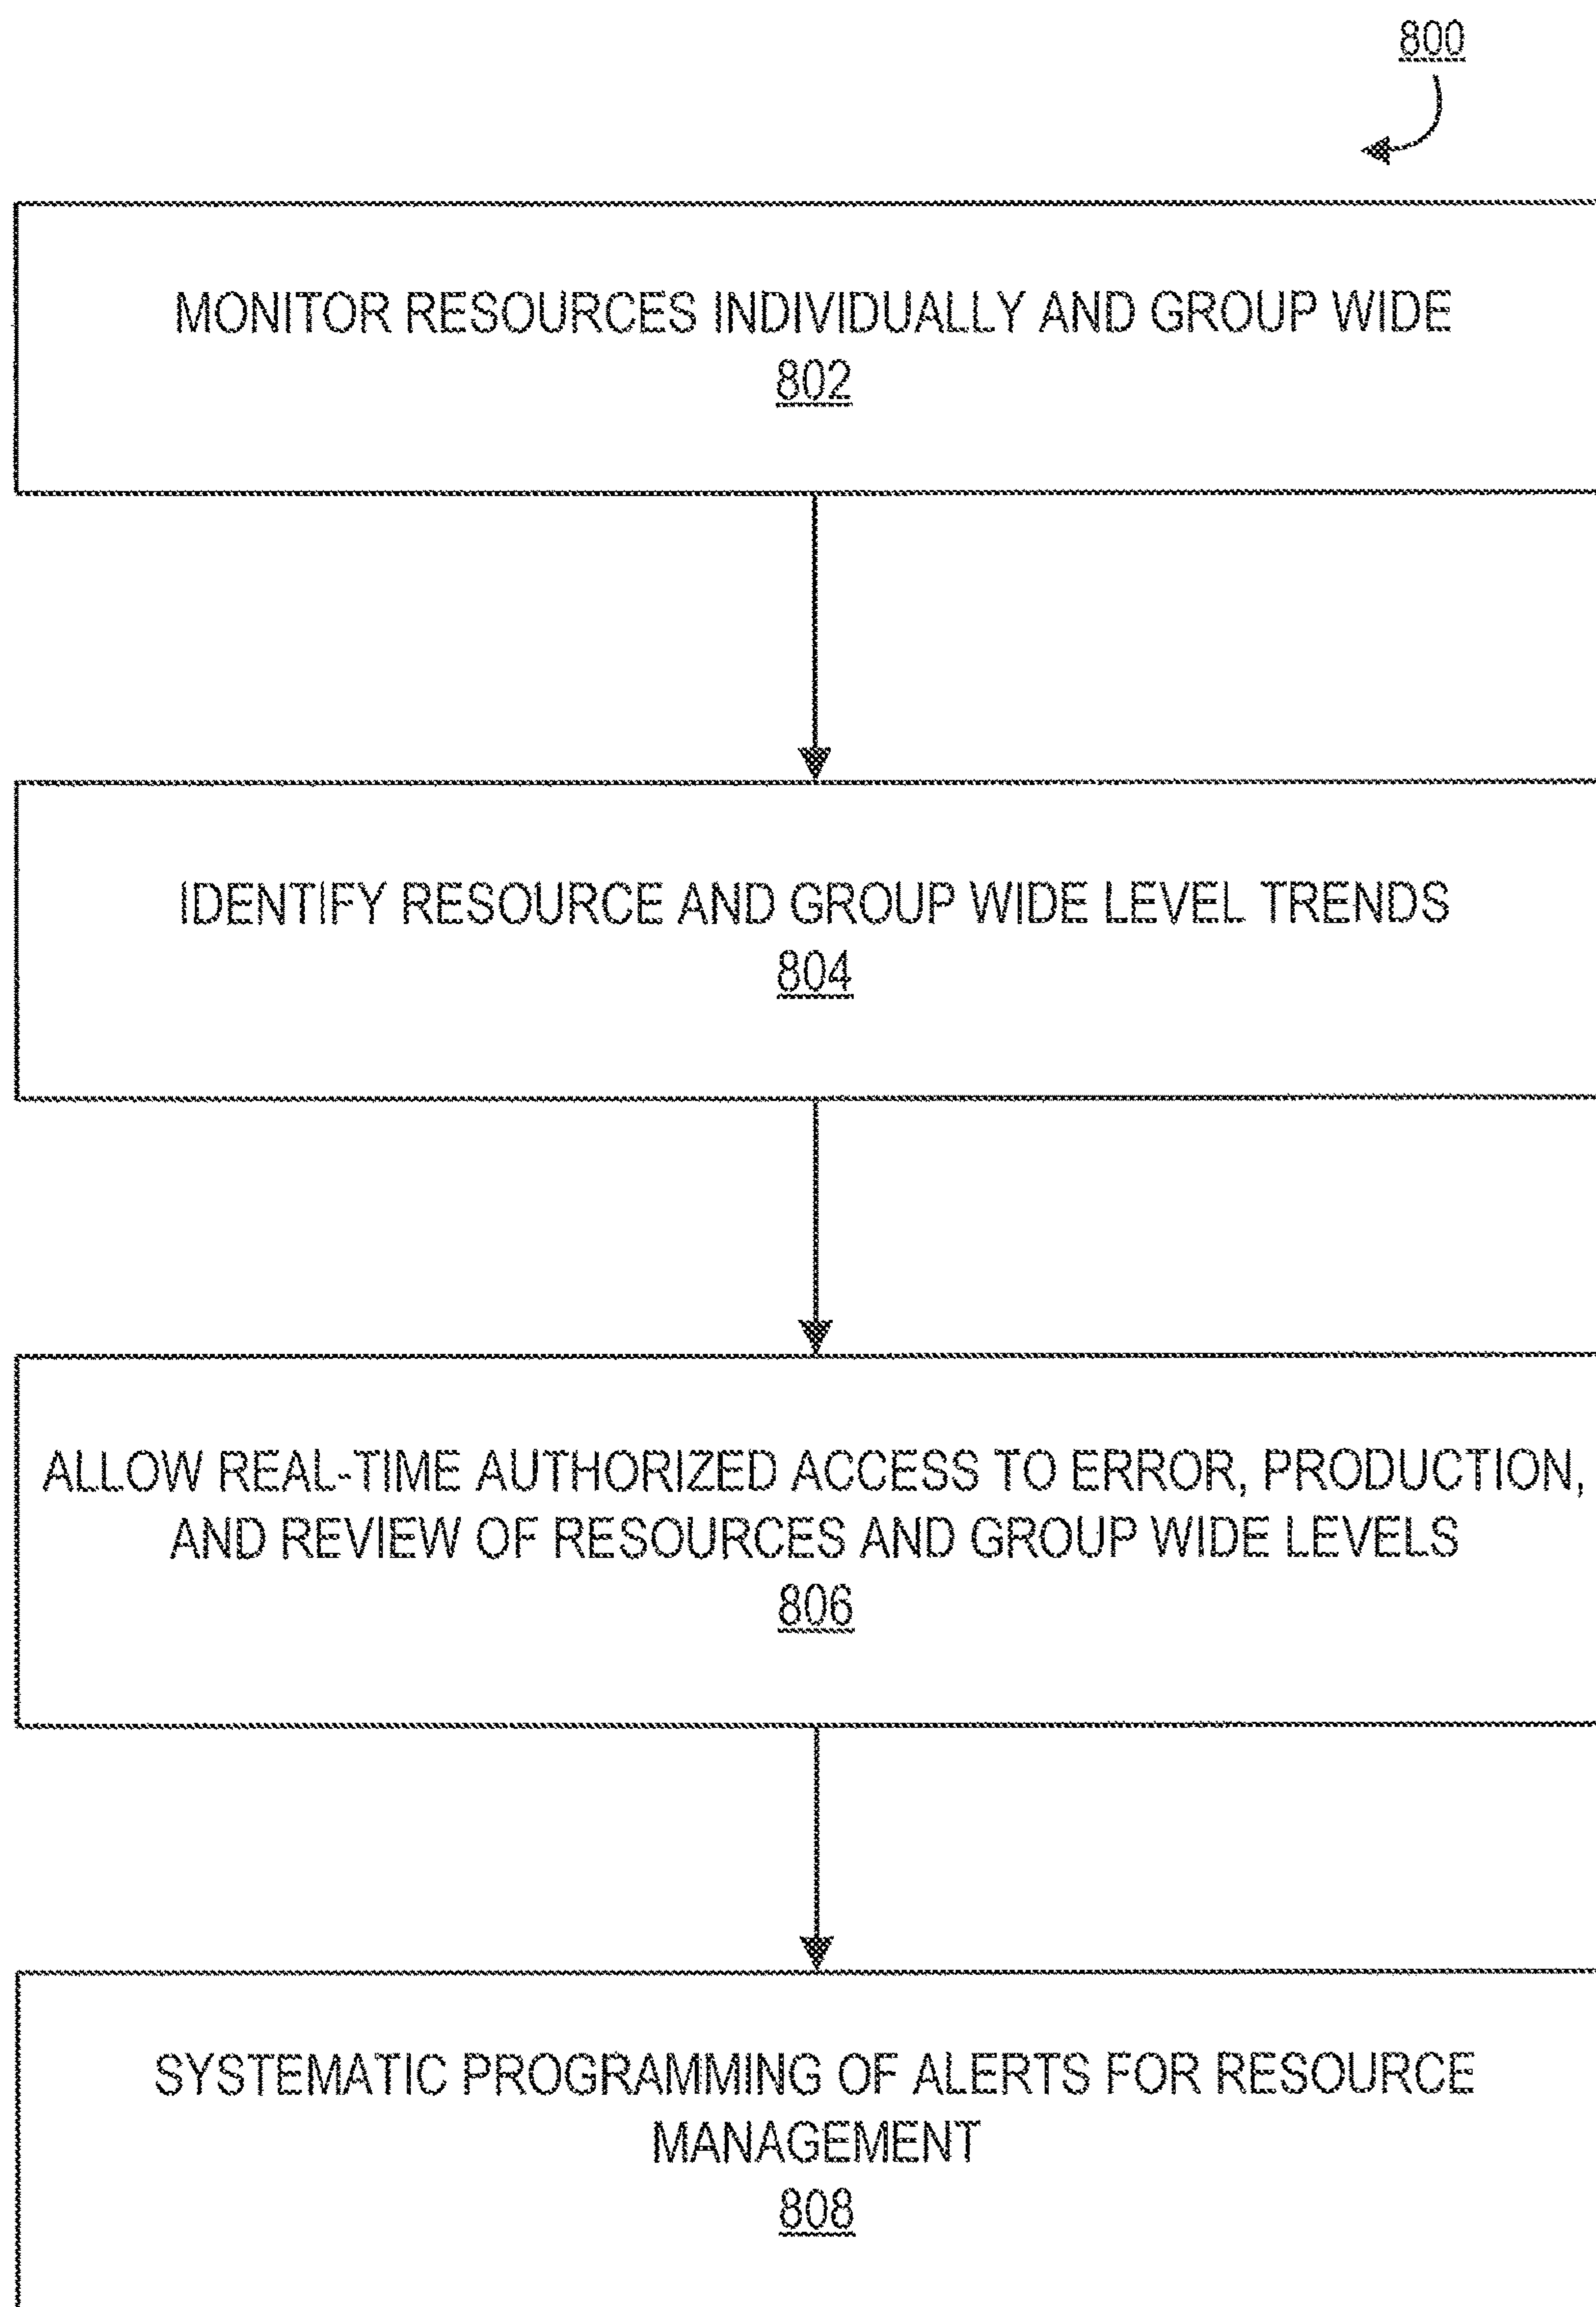 800
MONITOR RESOURCES INDIVIDUALLY AND GROUP WIDE
802
IDENTIFY RESOURCE AND GROUP WIDE LEVEL TRENDS
804
ALLOW REAL-TIME AUTHORIZED ACCESS TO ERROR, PRODUCTION,
AND REVIEW OF RESOURCES AND GROUP WIDE LEVELS
806
SYSTEMATIC PROGRAMMING OF ALERTS FOR RESOURCE
MANAGEMENT
808